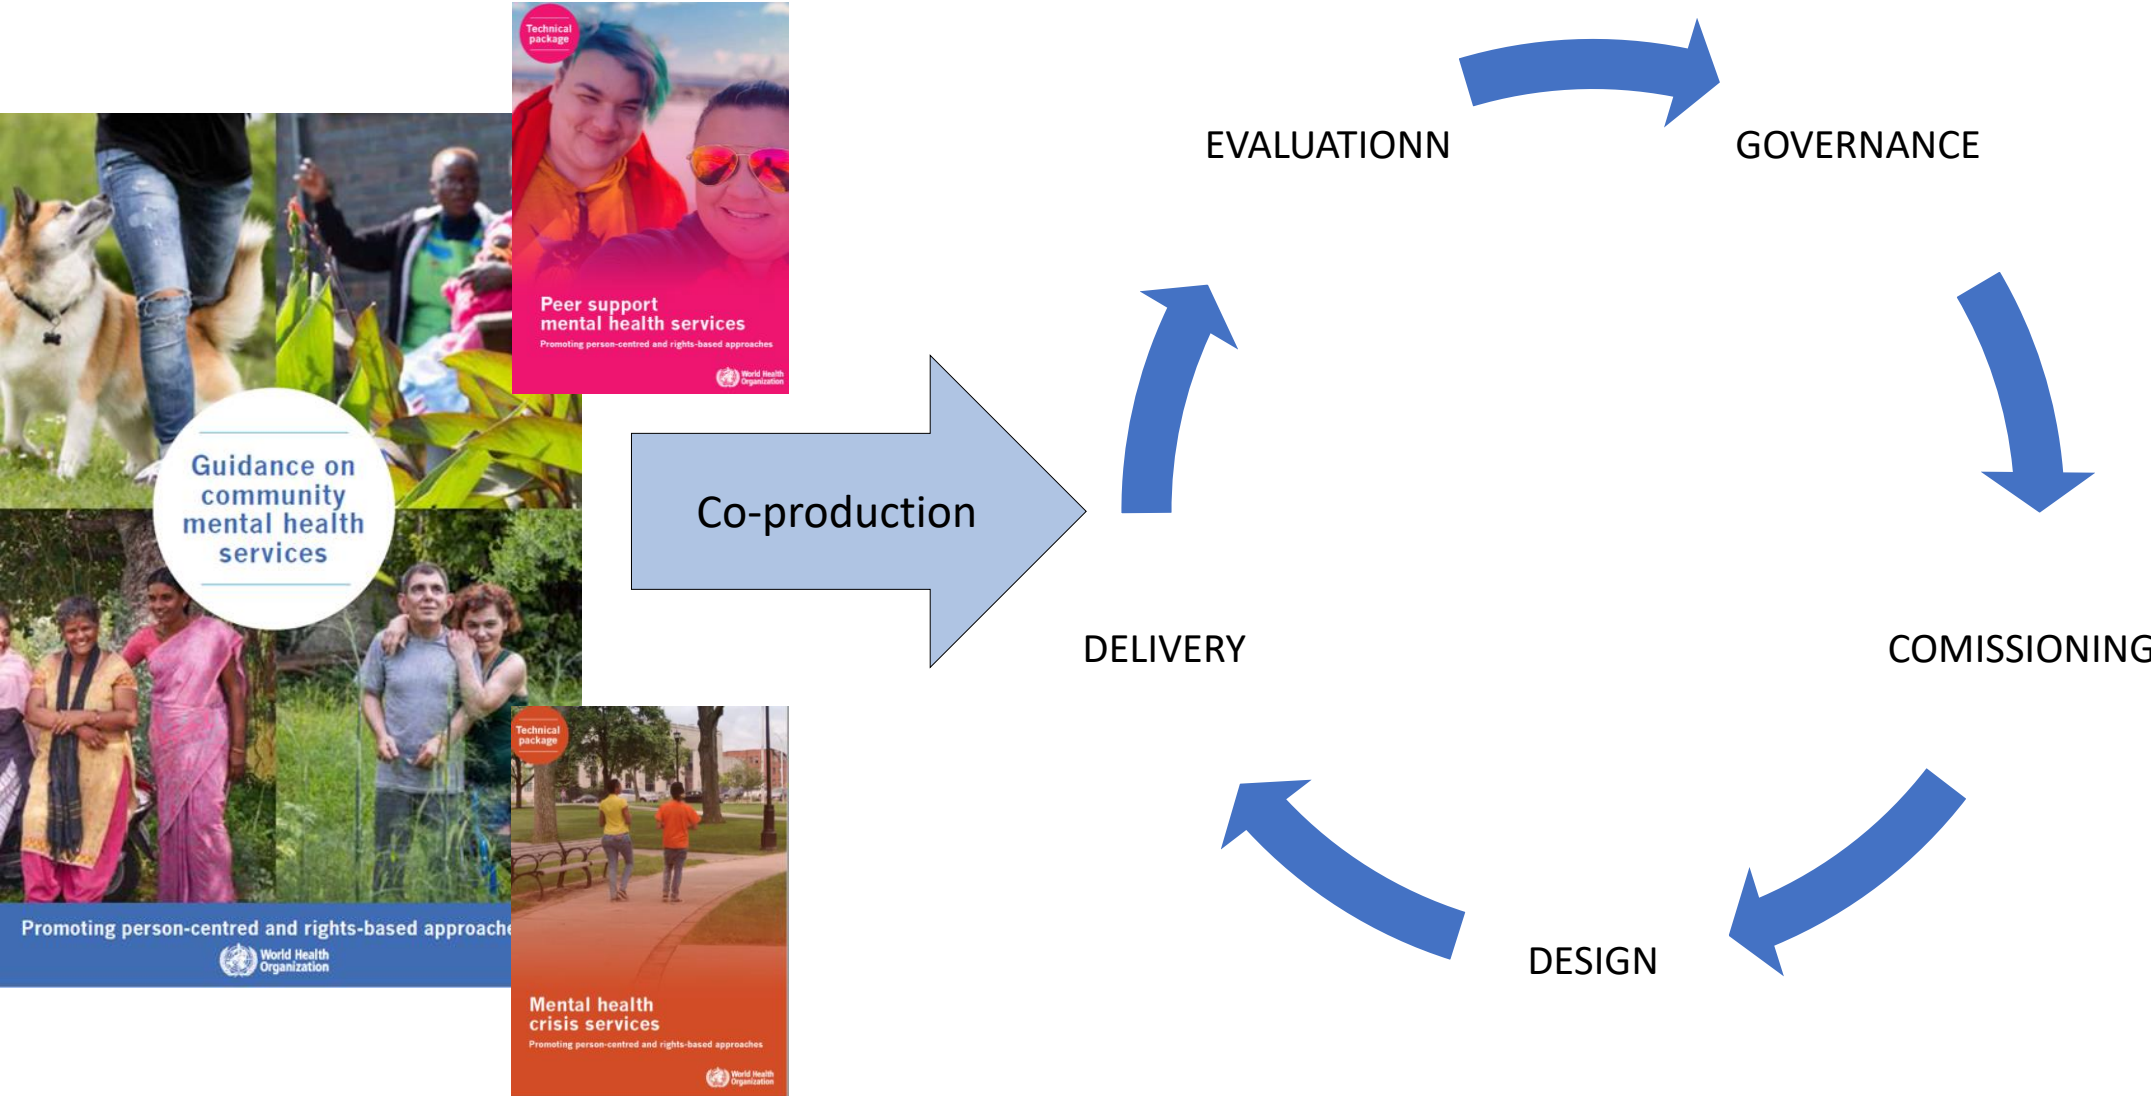 Technical
package
Peer support
mental health services
Promoting person-centred and rights-based approaches
World Health
Organization
Guidance on
community
mental health
services
Promoting person-centred and rights-based approache
World Health
Organization
Technical
package
Mental health
crisis services
Promoting person-centred and rights-based approaches
World Health
Organization
Co-production
EVALUATIONN
GOVERNANCE
COMISSIONING
DESIGN
DELIVERY